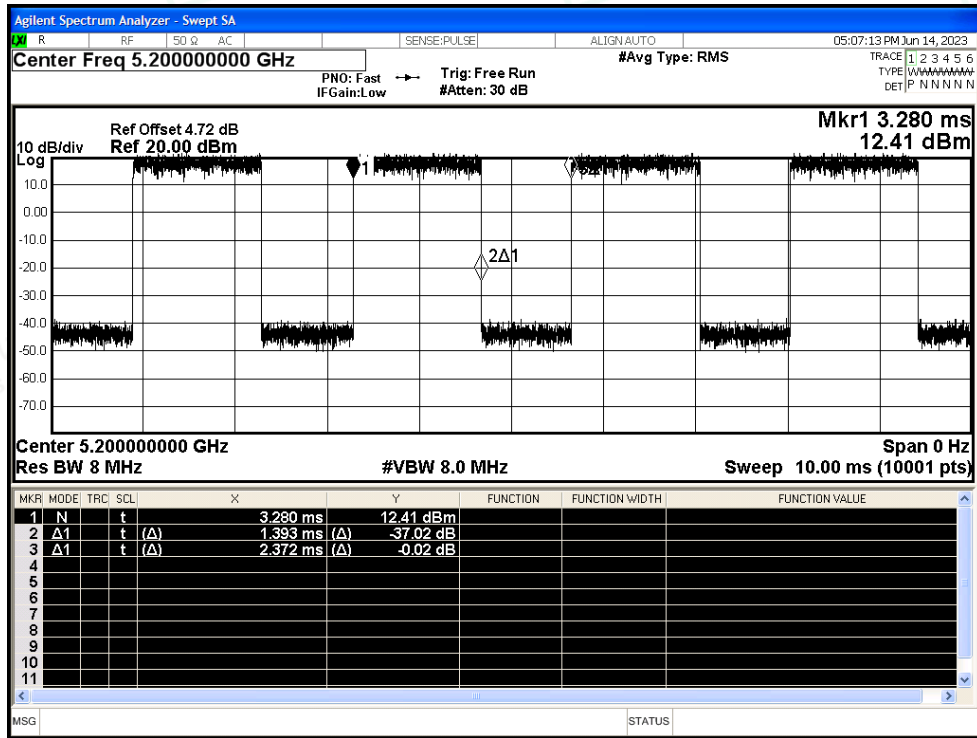 Agilent Spectrum Analyzer - Swept SA
LXI R RF 50 Ω AC SENSE:PULSE ALIGN AUTO 05:07:13 PM Jun 14, 2023
Center Freq 5.200000000 GHz
PNO: Fast
IFGain:Low
Trig: Free Run
#Atten: 30 dB
#Avg Type: RMS
TRACE 1 2 3 4 5 6
TYPE W
DET P N N N N N
Mkr1 3.280 ms
12.41 dBm
Ref Offset 4.72 dB
10 dB/div Ref 20.00 dBm
Log
10.0
0.00
-10.0
-20.0
-30.0
-40.0
-50.0
-60.0
-70.0
1
2Δ1
Center 5.200000000 GHz Span 0 Hz
Res BW 8 MHz #VBW 8.0 MHz Sweep 10.00 ms (10001 pts)
MKR MODE TRC SCL X Y FUNCTION FUNCTION WIDTH FUNCTION VALUE
1 N t 3.280 ms 12.41 dBm
2 Δ1 t (Δ) 1.393 ms (Δ) -37.02 dB
3 Δ1 t (Δ) 2.372 ms (Δ) -0.02 dB
4
5
6
7
8
9
10
11
MSG STATUS